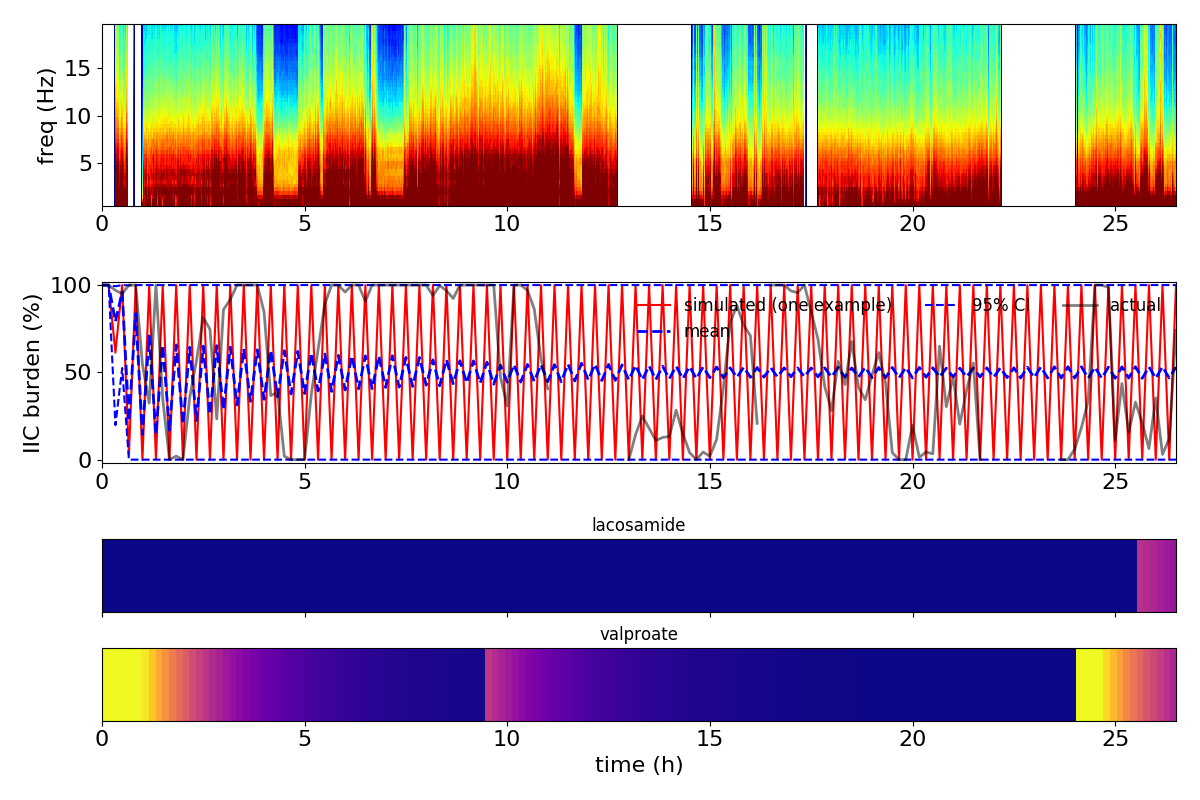 freq (Hz)
15
10
5
0 5 10 15 20 25
IIC burden (%)
100
50
0
simulated (one example) 95% CI actual
mean
0 5 10 15 20 25
lacosamide
valproate
0 5 10 15 20 25
time (h)